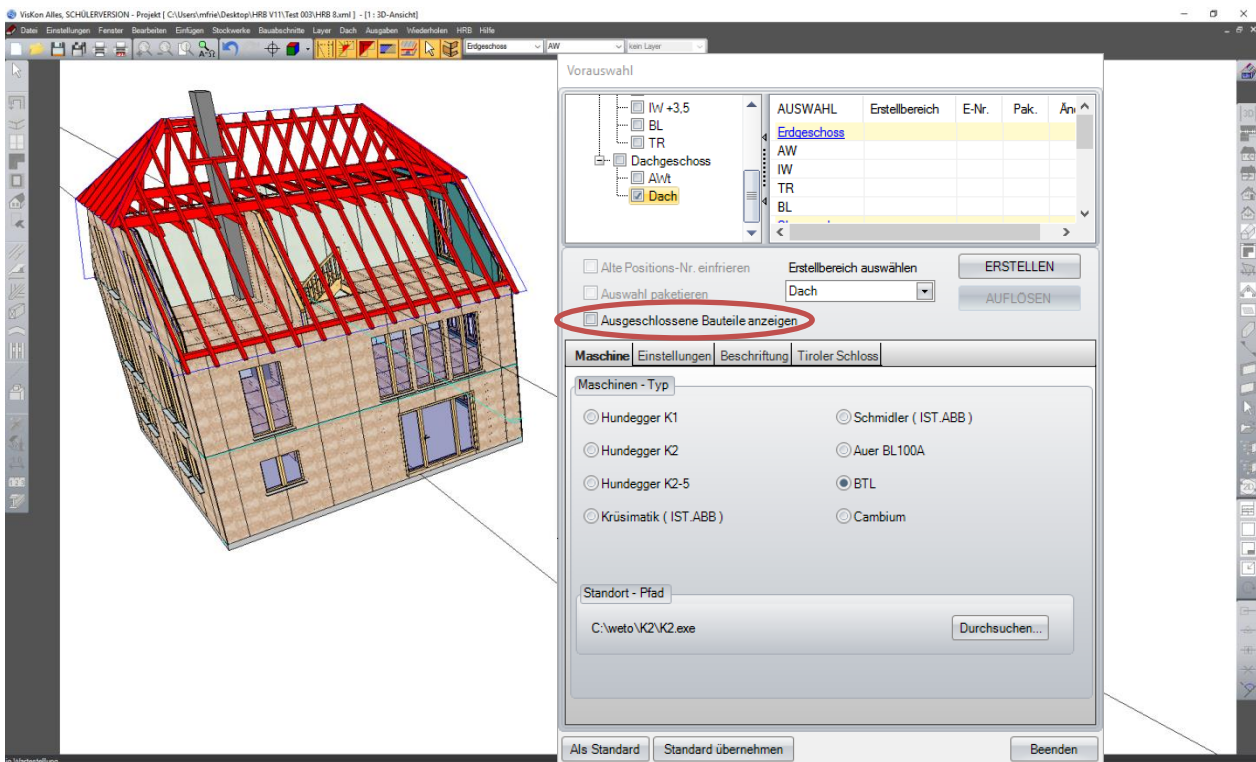 VisKon Alles, SCHÜLERVERSION - Projekt [ C:\Users\mfrie\Desktop\HRB V11\Test 003\HRB 8.xml ] - [1 : 3D-Ansicht]
Datei Einstellungen Fenster Bearbeiten Einfügen Stockwerke Bauabschnitte Layer Dach Ausgaben Wiederholen HRB Hilfe
Erdgeschoss AW kein Layer
Vorauswahl
IW +3,5
BL
TR
Dachgeschoss
AWt
Dach
AUSWAHL Erstellbereich E-Nr. Pak.
Erdgeschoss
AW
IW
TR
BL
Alte Positions-Nr. einfrieren
Auswahl paketieren
Ausgeschlossene Bauteile anzeigen
Erstellbereich auswählen
Dach
ERSTELLEN
AUFLÖSEN
Maschine Einstellungen Beschriftung Tiroler Schloss
Maschinen - Typ
Hundegger K1 Schmidler ( IST.ABB )
Hundegger K2 Auer BL100A
Hundegger K2-5 BTL
Krüsimatik ( IST.ABB ) Cambium
Standort - Pfad
C:\weto\K2\K2.exe Durchsuchen...
Als Standard Standard übernehmen Beenden